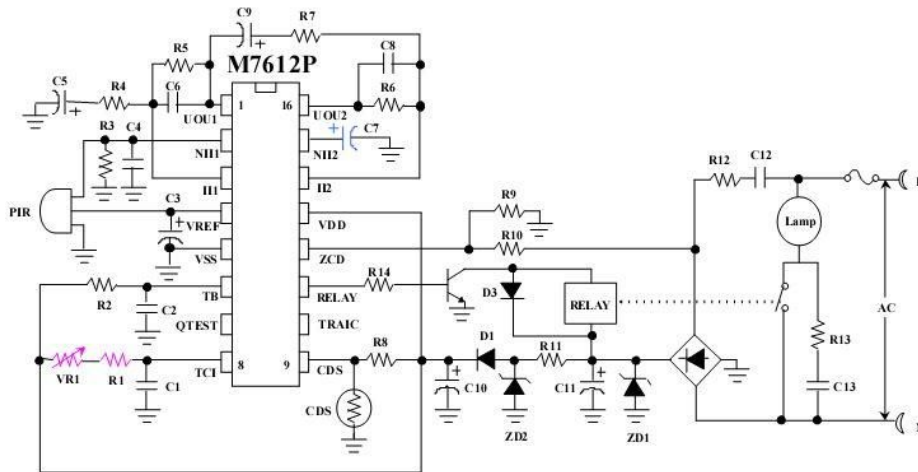 C9
R7
R5
C8
M7612P
C5
R4
C6
R6
1
16
UOU1
UOU2
R3
C4
C7
NII1
NII2
R12
C12
II1
II2
PIR
C3
R9
Lamp
VREF
VDD
R10
VSS
ZCD
R14
R2
TB
RELAY
D3
RELAY
AC
C2
QTEST
TRAIC
D1
R13
R8
R11
VR1
R1
TCI
8
9
CDS
C1
C10
C11
C13
CDS
ZD2
ZD1